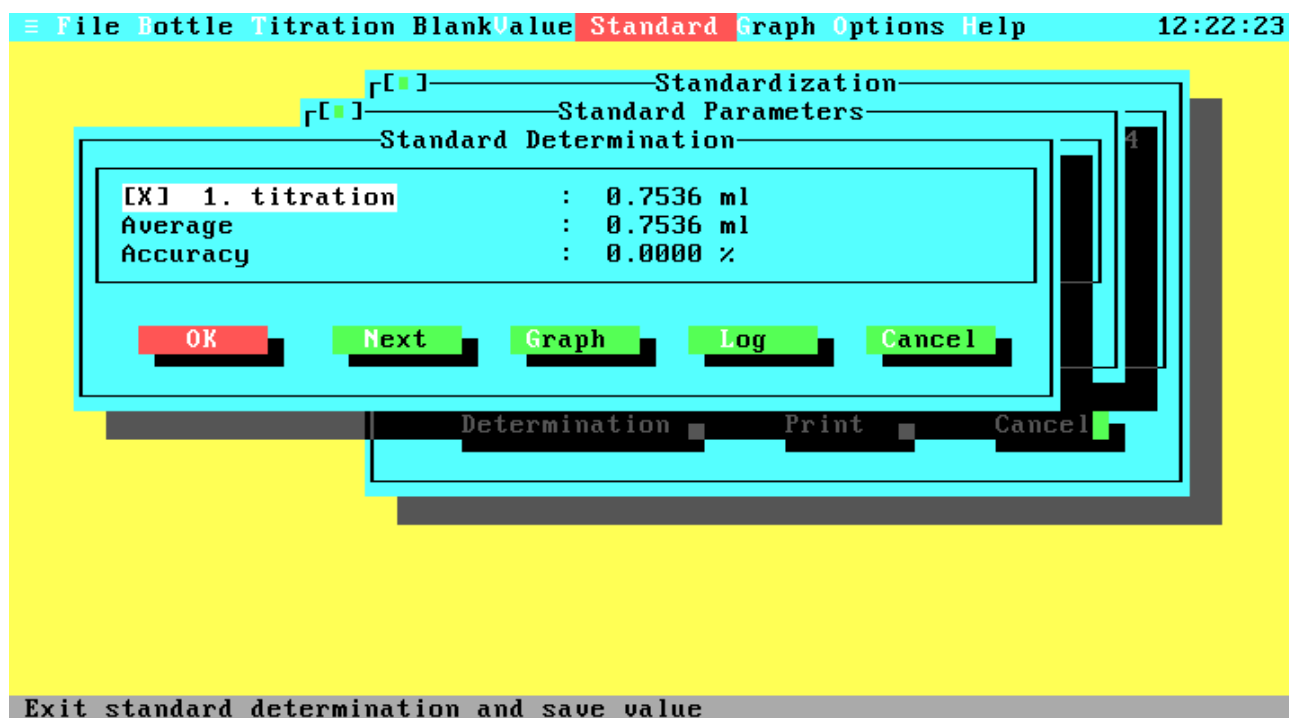 ≡ File Bottle Titration BlankValue Standard Graph Options Help 12:22:23
Standardization
Standard Parameters
Standard Determination
4
[X] 1. titration : 0.7536 ml
Average : 0.7536 ml
Accuracy : 0.0000 %
OK Next Graph Log Cancel
Determination Print Cancel
Exit standard determination and save value